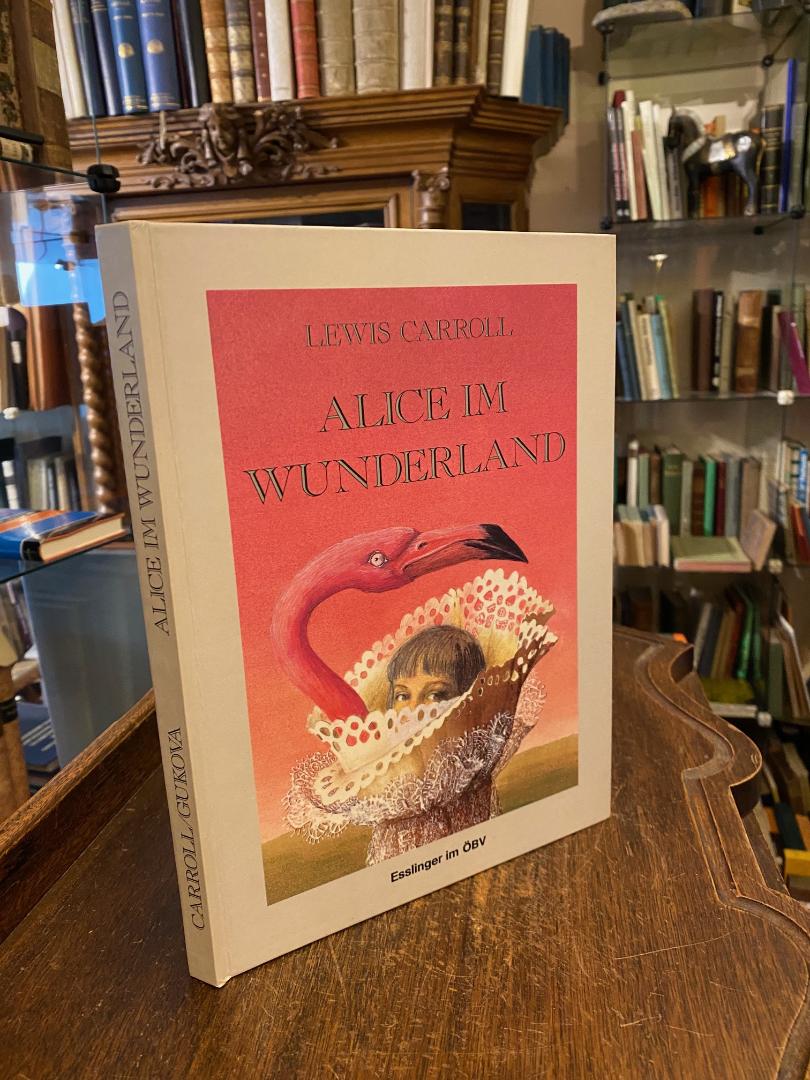 LEWIS CARROLL
ALICE IM
WUNDERLAND
Esslinger im ÖBV
CARROLL/GUKOVA ALICE IM WUNDERLAND